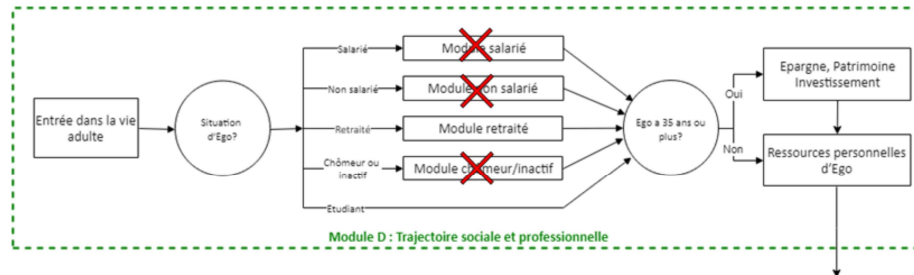 Salarié
Module salarié
Non salarié
Module non salarié
Entrée dans la vie
adulte
Situation
d'Ego?
Retraité
Module retraité
Chômeur ou
inactif
Module chômeur/inactif
Etudiant
Ego a 35 ans ou
plus?
Oui
Non
Epargne, Patrimoine
Investissement
Ressources personnelles
d'Ego
Module D : Trajectoire sociale et professionnelle